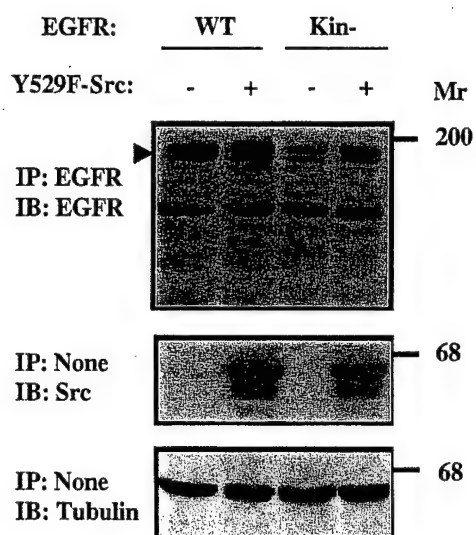 EGFR: WT Kin-
Y529F-Src: - + - + Mr
200
IP: EGFR
IB: EGFR
68
IP: None
IB: Src
68
IP: None
IB: Tubulin